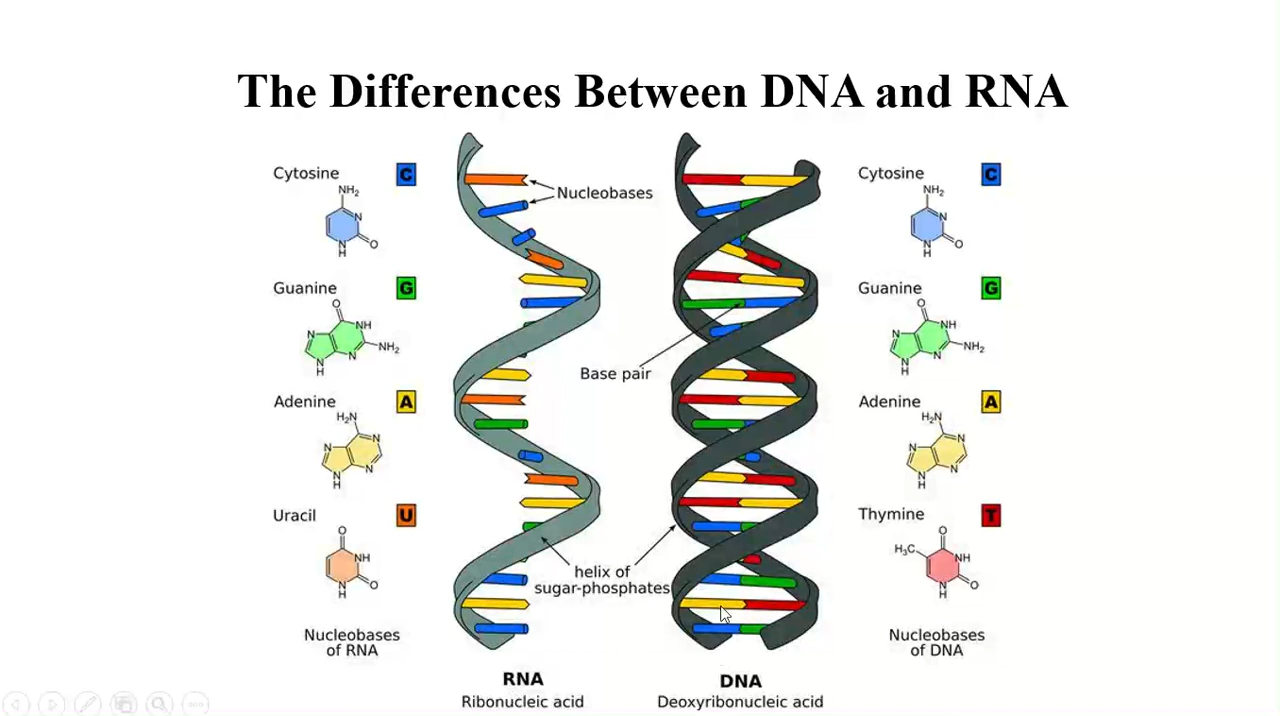 The Differences Between DNA and RNA
Cytosine
C
NH₂
N
N
H
O
Guanine
G
O
N
NH
N
H
N
NH₂
Adenine
A
H₂N
N
N
N
H
N
Uracil
U
O
NH
N
H
O
Nucleobases
of RNA
Nucleobases
Base pair
helix of
sugar-phosphates
RNA
Ribonucleic acid
DNA
Deoxyribonucleic acid
Cytosine
C
NH₂
N
N
H
O
Guanine
G
O
N
NH
N
H
N
NH₂
Adenine
A
H₂N
N
N
N
H
N
Thymine
T
O
H₃C
NH
N
H
O
Nucleobases
of DNA